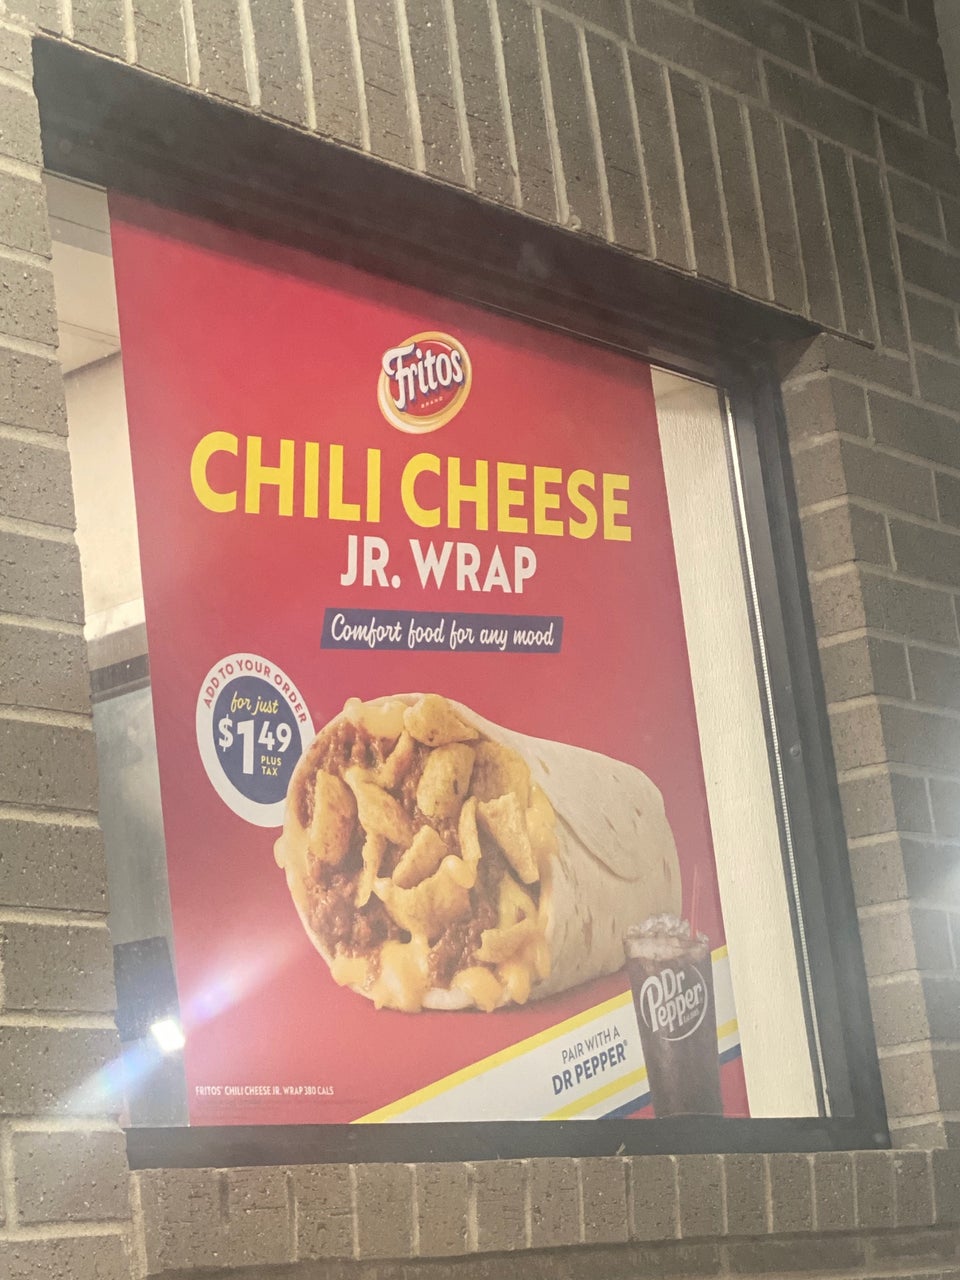 Fritos
BRAND
CHILI CHEESE
JR. WRAP
Comfort food for any mood
ADD TO YOUR ORDER
for just
$1 49
PLUS
TAX
Dr
Pepper
PAIR WITH A
DR PEPPER®
FRITOS® CHILI CHEESE JR. WRAP 380 CALS